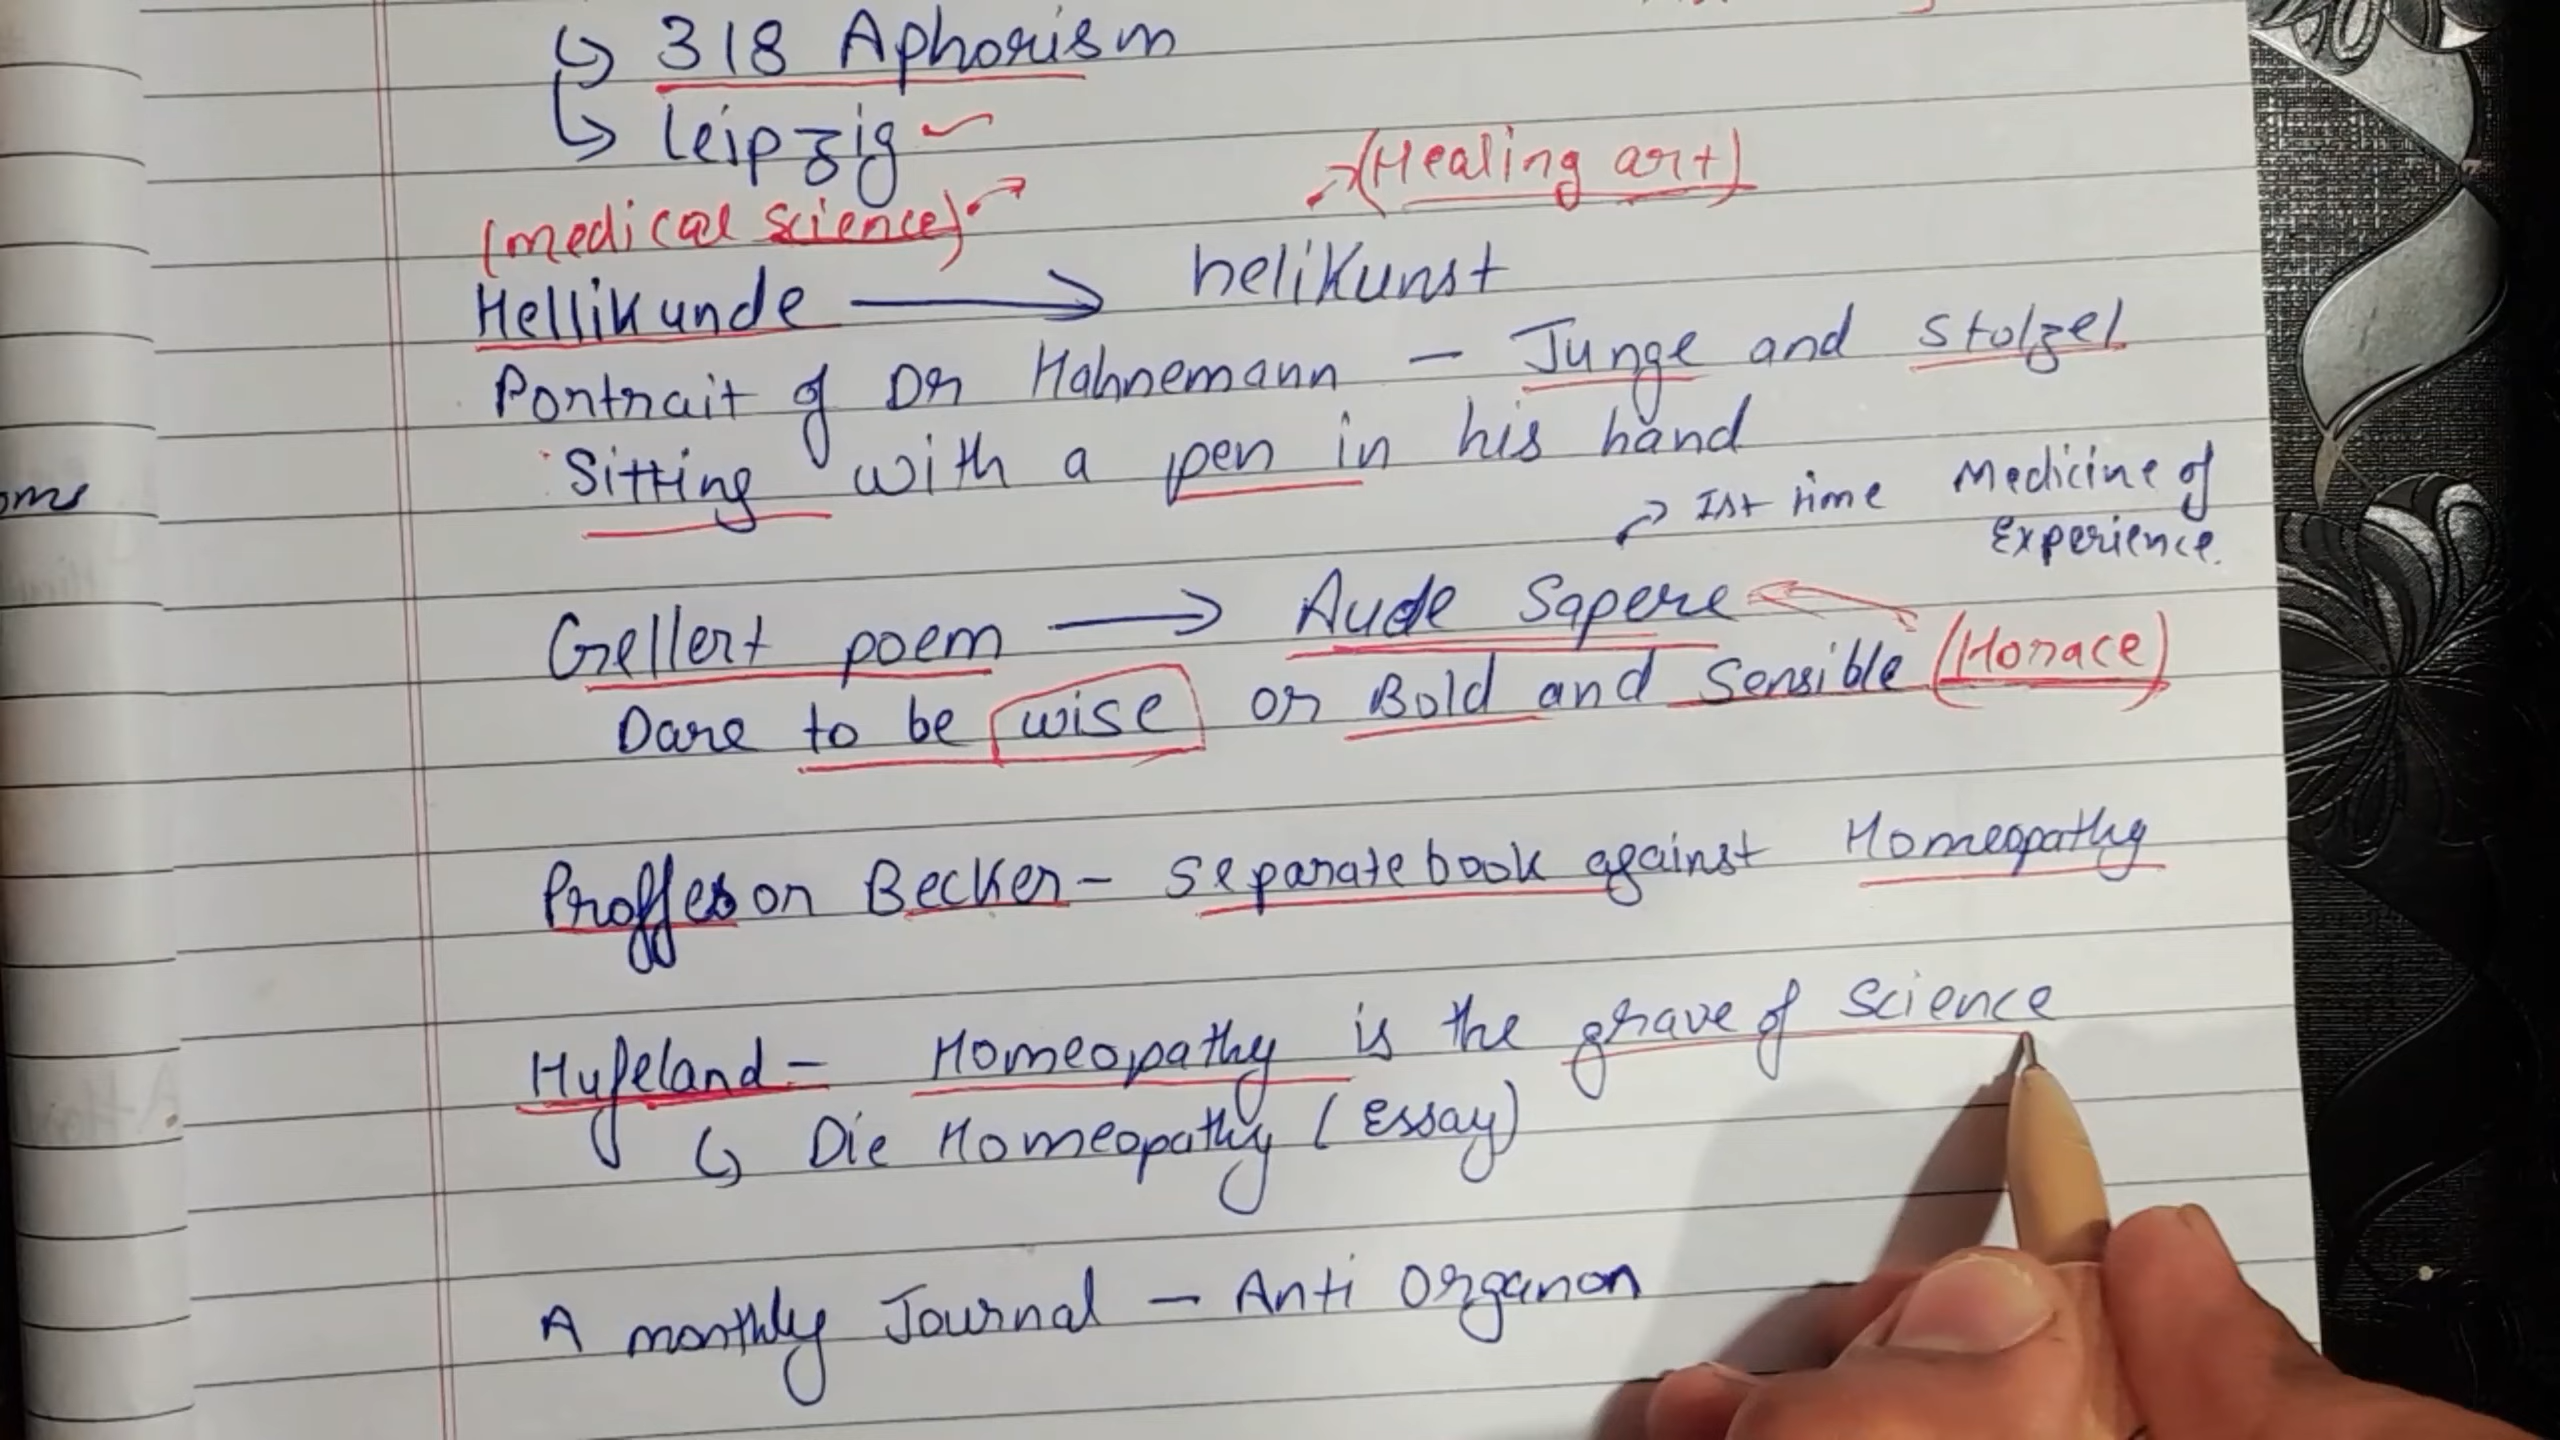 ↳ 318 Aphorism
↳ Leipzig
(Healing art)
(medical science)
Hellikunde → helikunst
Portrait of Dr Hahnemann - Junge and Stolzel
Sitting with a pen in his hand
Ist time Medicine of
Experience.
oms
Gellert poem → Aude Sapere
(Horace)
Dare to be wise or Bold and Sensible
Proffesor Becker - Separate book against Homeopathy
Hufeland - Homeopathy is the grave of science
↳ Die Homeopathy (Essay)
A monthly Journal - Anti Organon